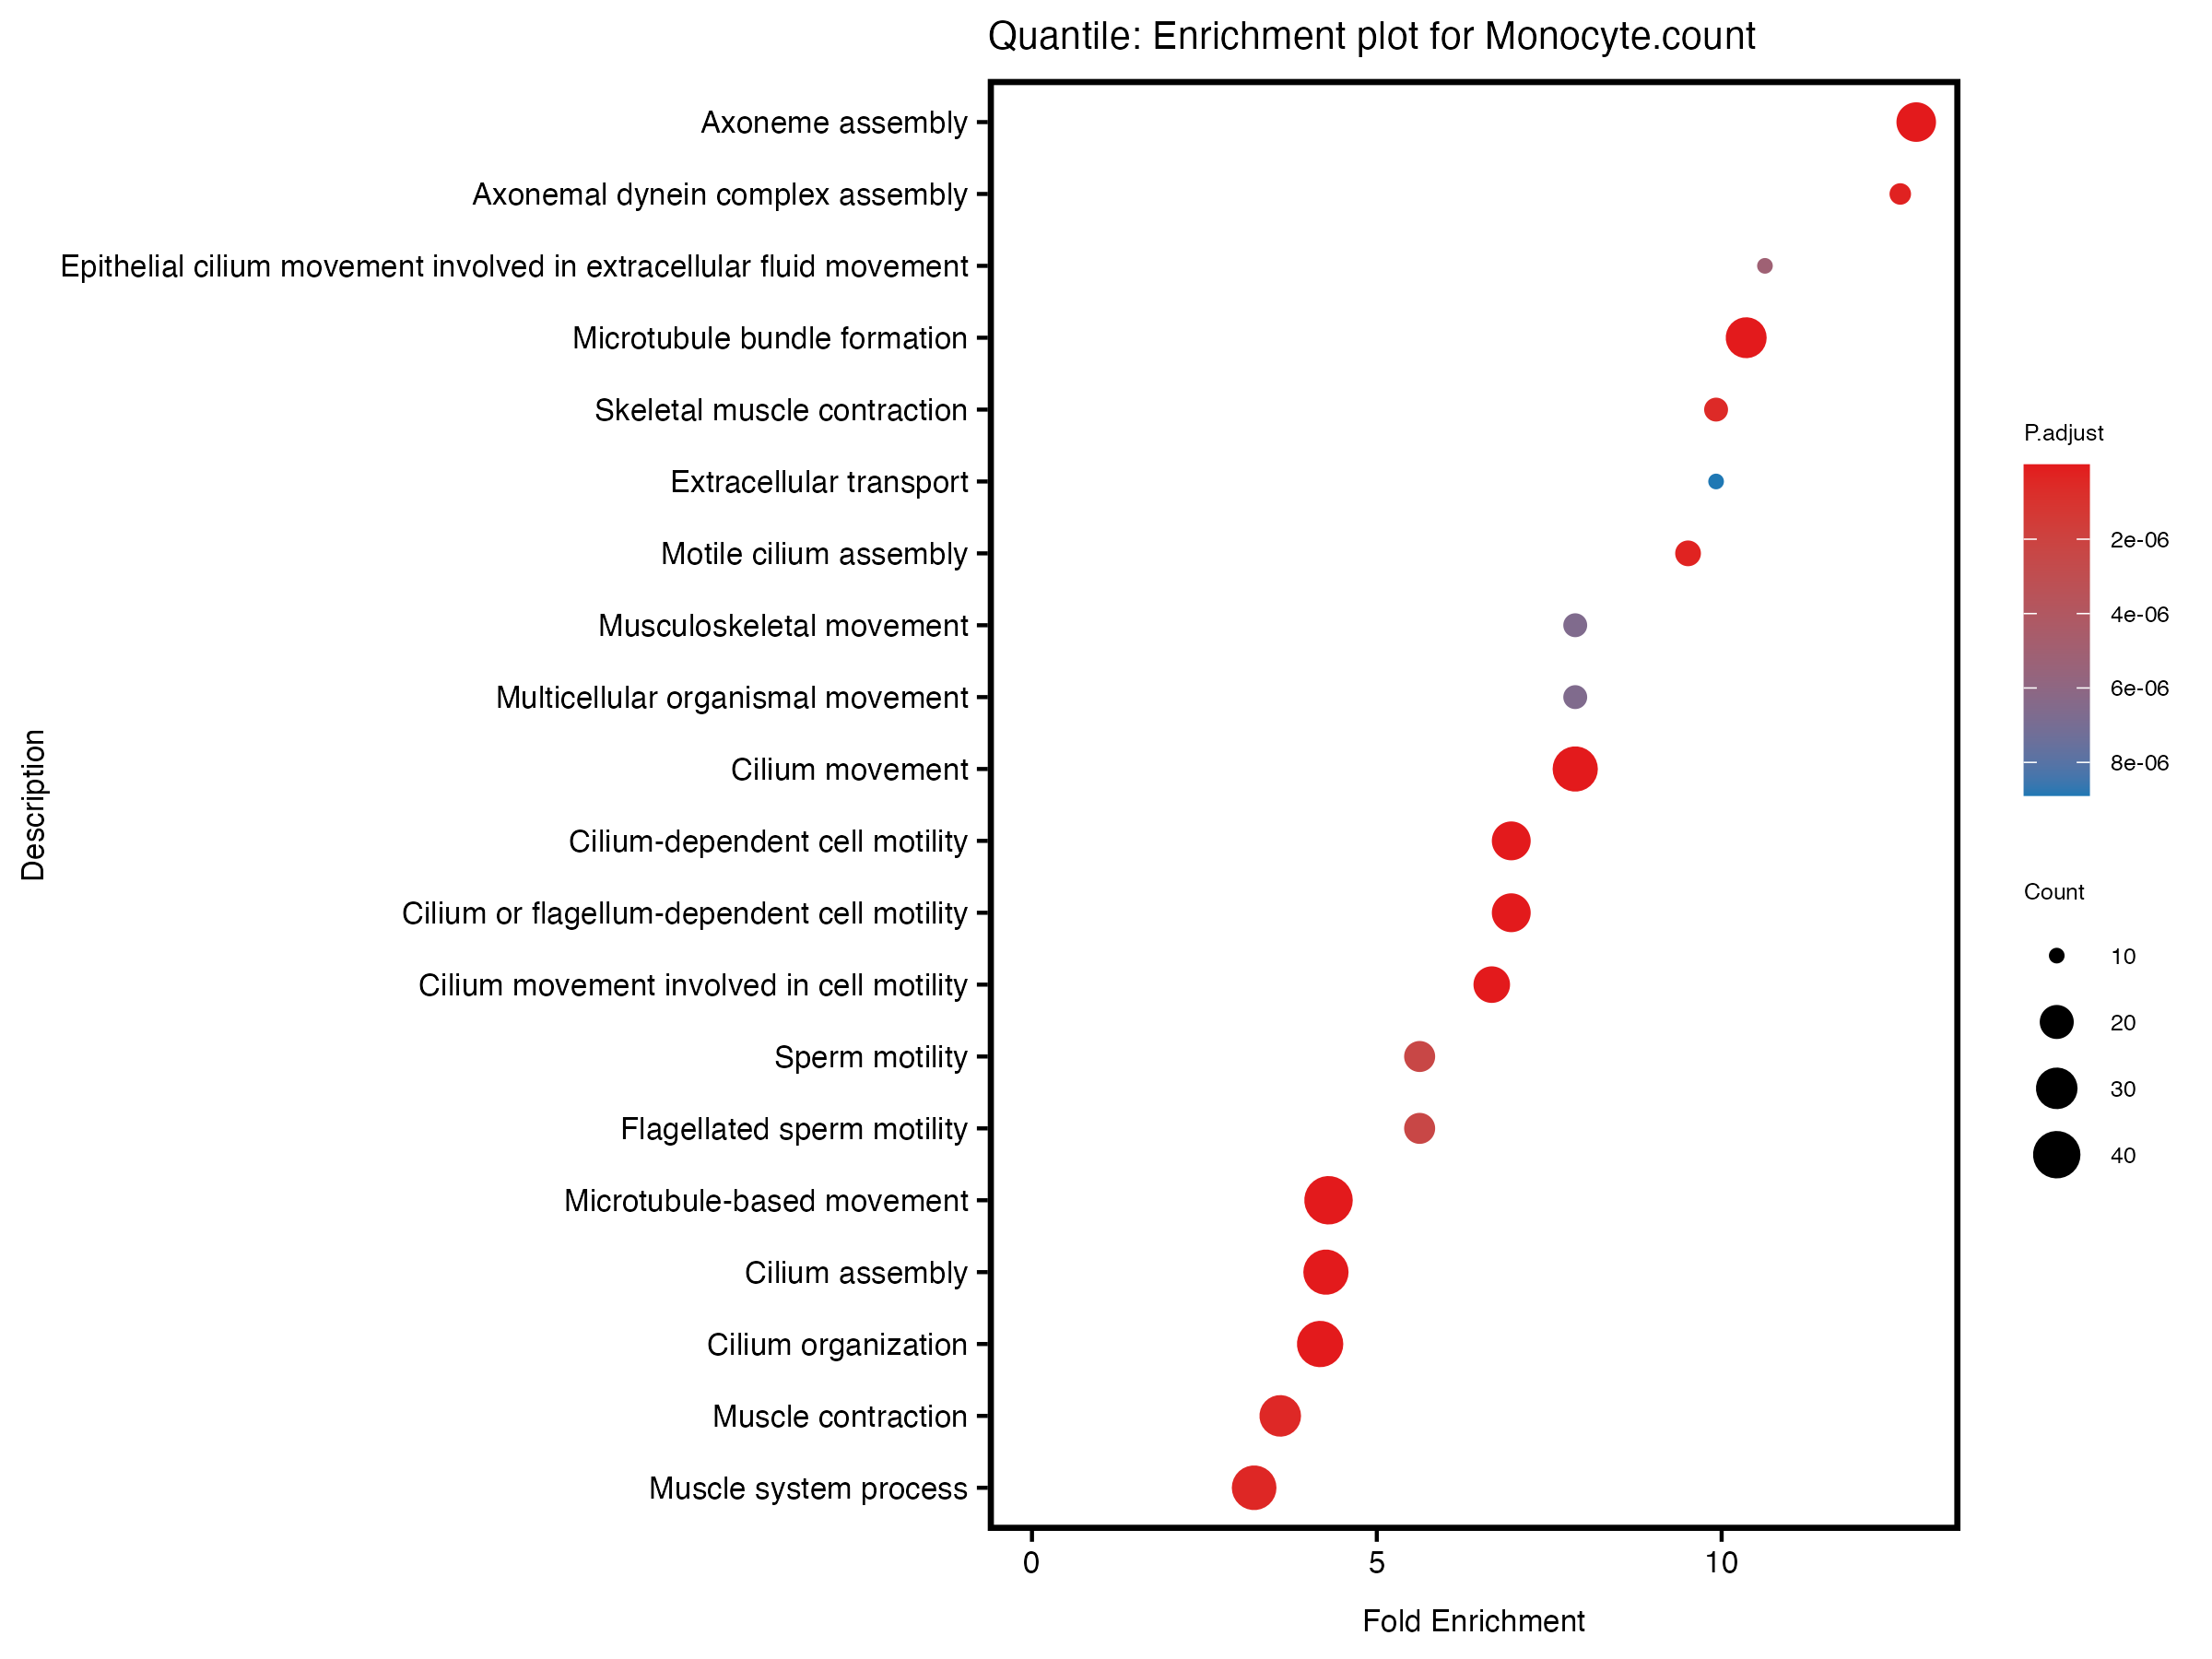 Quantile: Enrichment plot for Monocyte.count
Description
Axoneme assembly
Axonemal dynein complex assembly
Epithelial cilium movement involved in extracellular fluid movement
Microtubule bundle formation
Skeletal muscle contraction
Extracellular transport
Motile cilium assembly
Musculoskeletal movement
Multicellular organismal movement
Cilium movement
Cilium-dependent cell motility
Cilium or flagellum-dependent cell motility
Cilium movement involved in cell motility
Sperm motility
Flagellated sperm motility
Microtubule-based movement
Cilium assembly
Cilium organization
Muscle contraction
Muscle system process
0 5 10
Fold Enrichment
P.adjust
2e-06
4e-06
6e-06
8e-06
Count
10
20
30
40